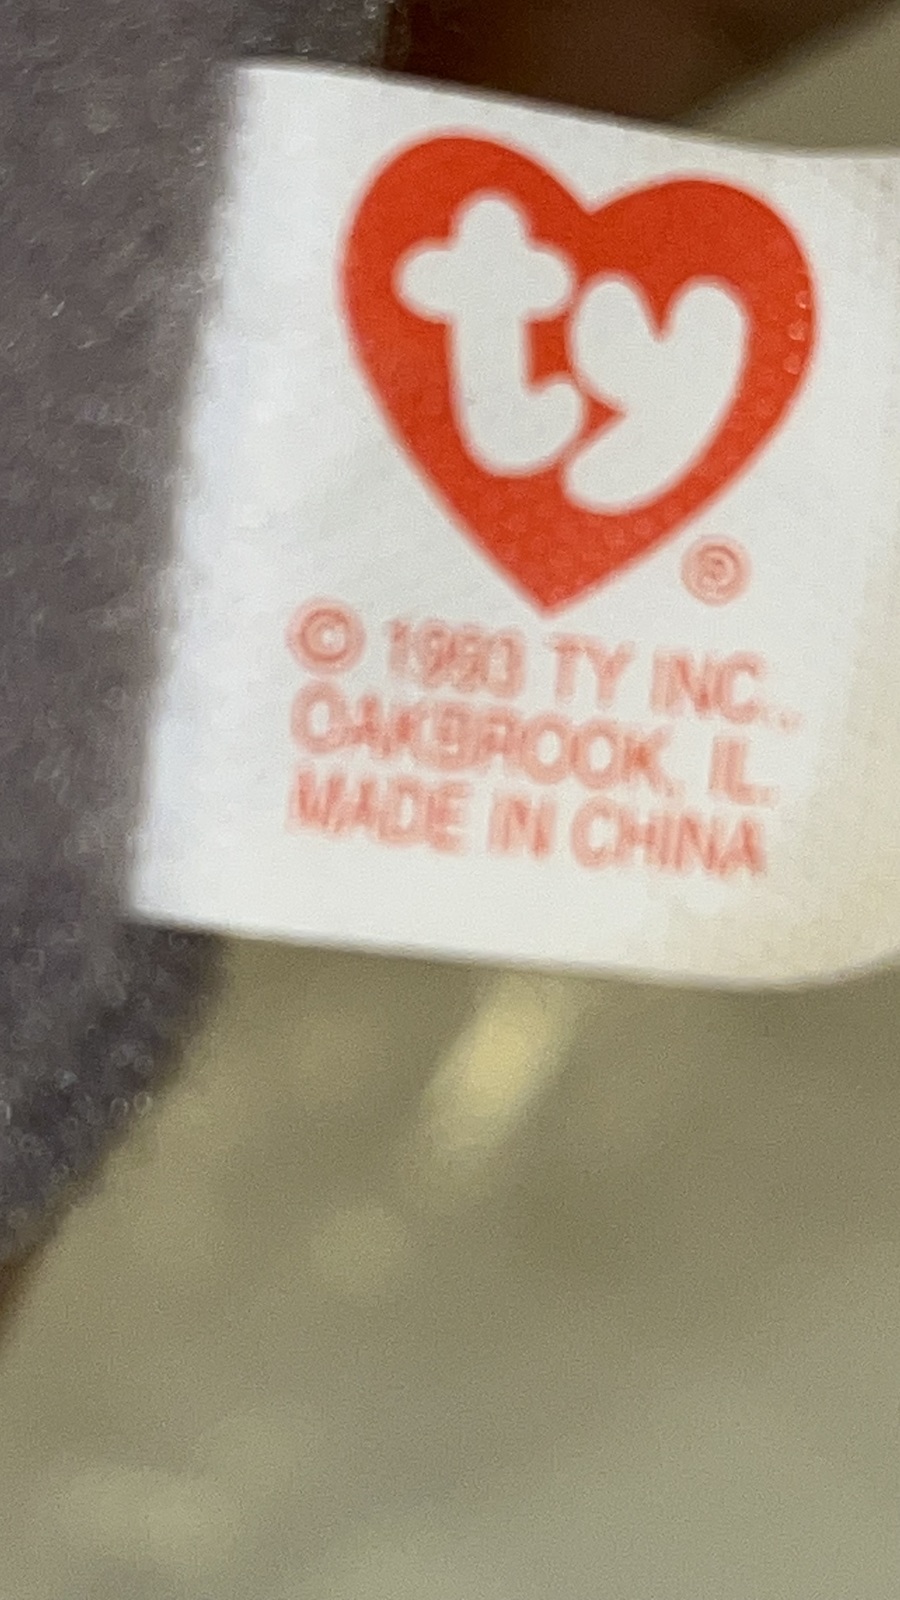 ty
®
© 1993 TY INC.,
OAKBROOK, IL.
MADE IN CHINA